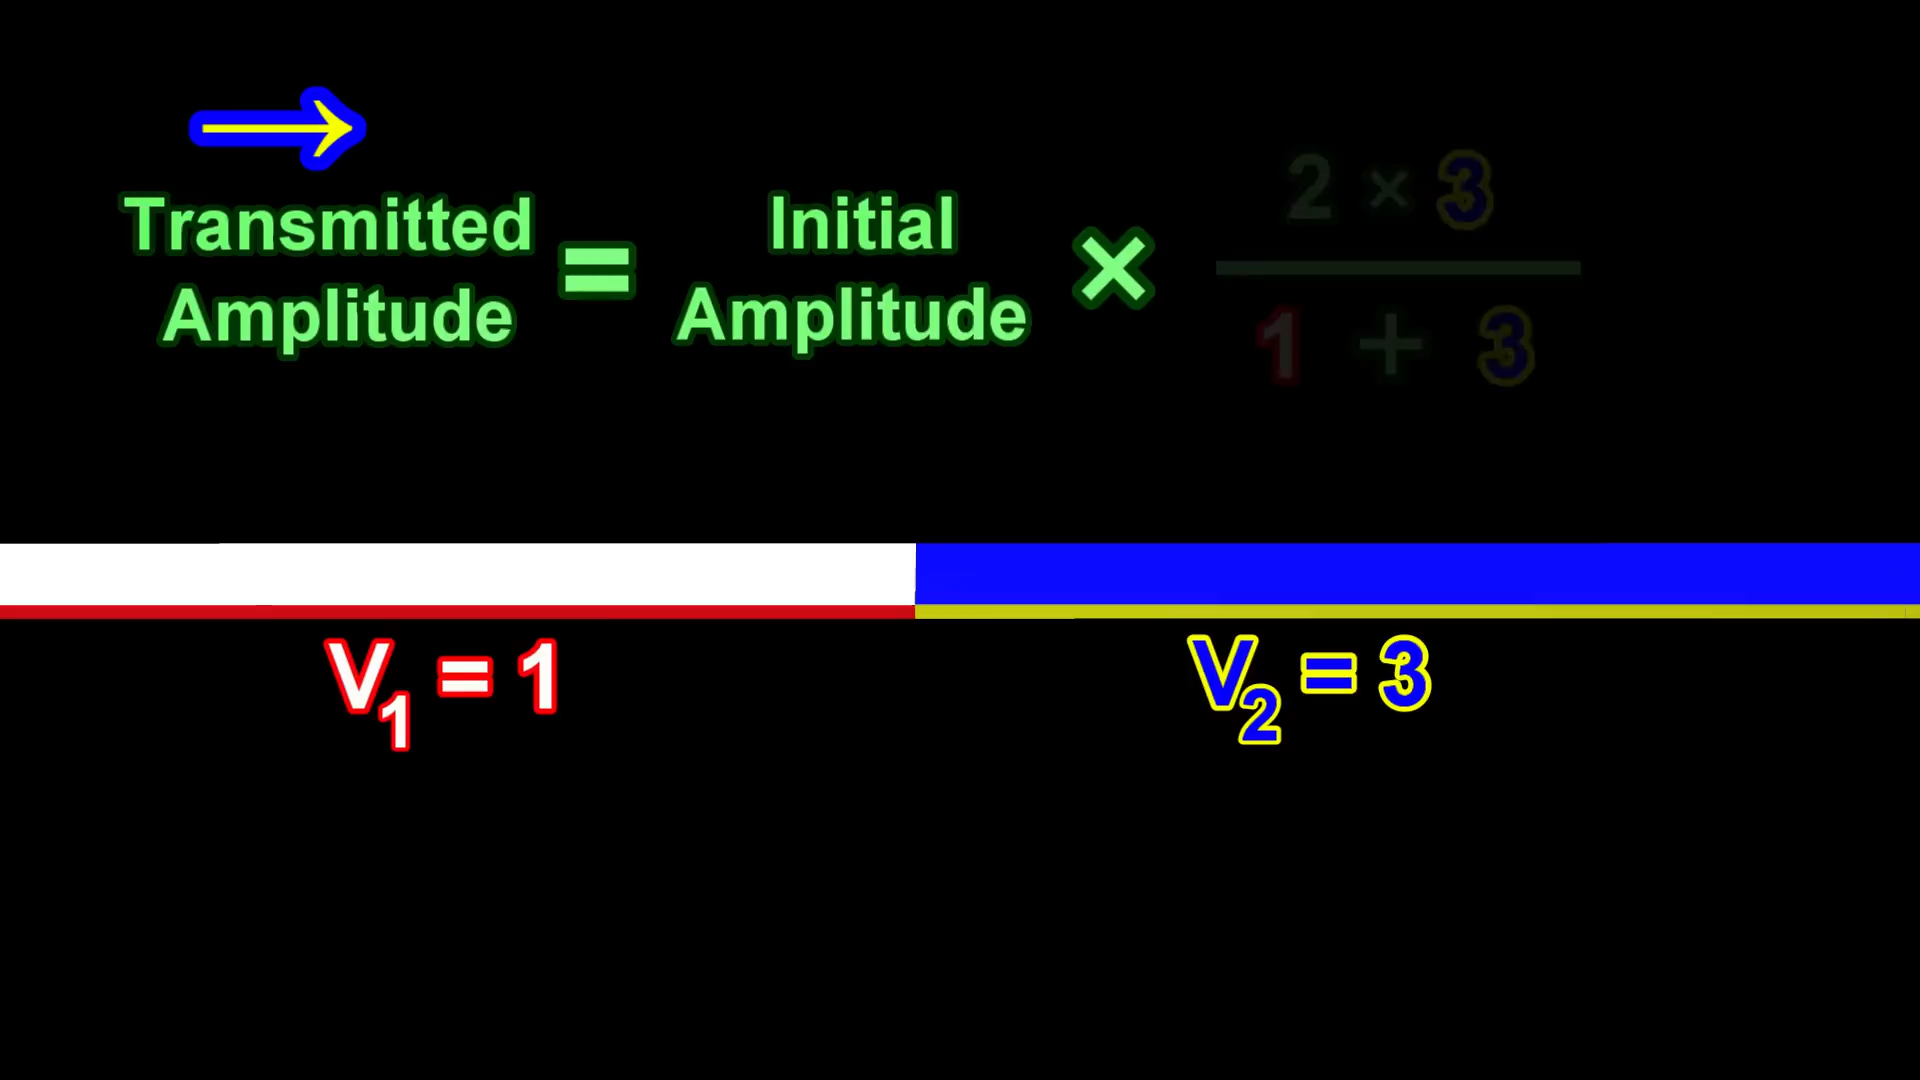 Transmitted Amplitude = Initial Amplitude × 2 × 3
1 + 3
V1 = 1
V2 = 3